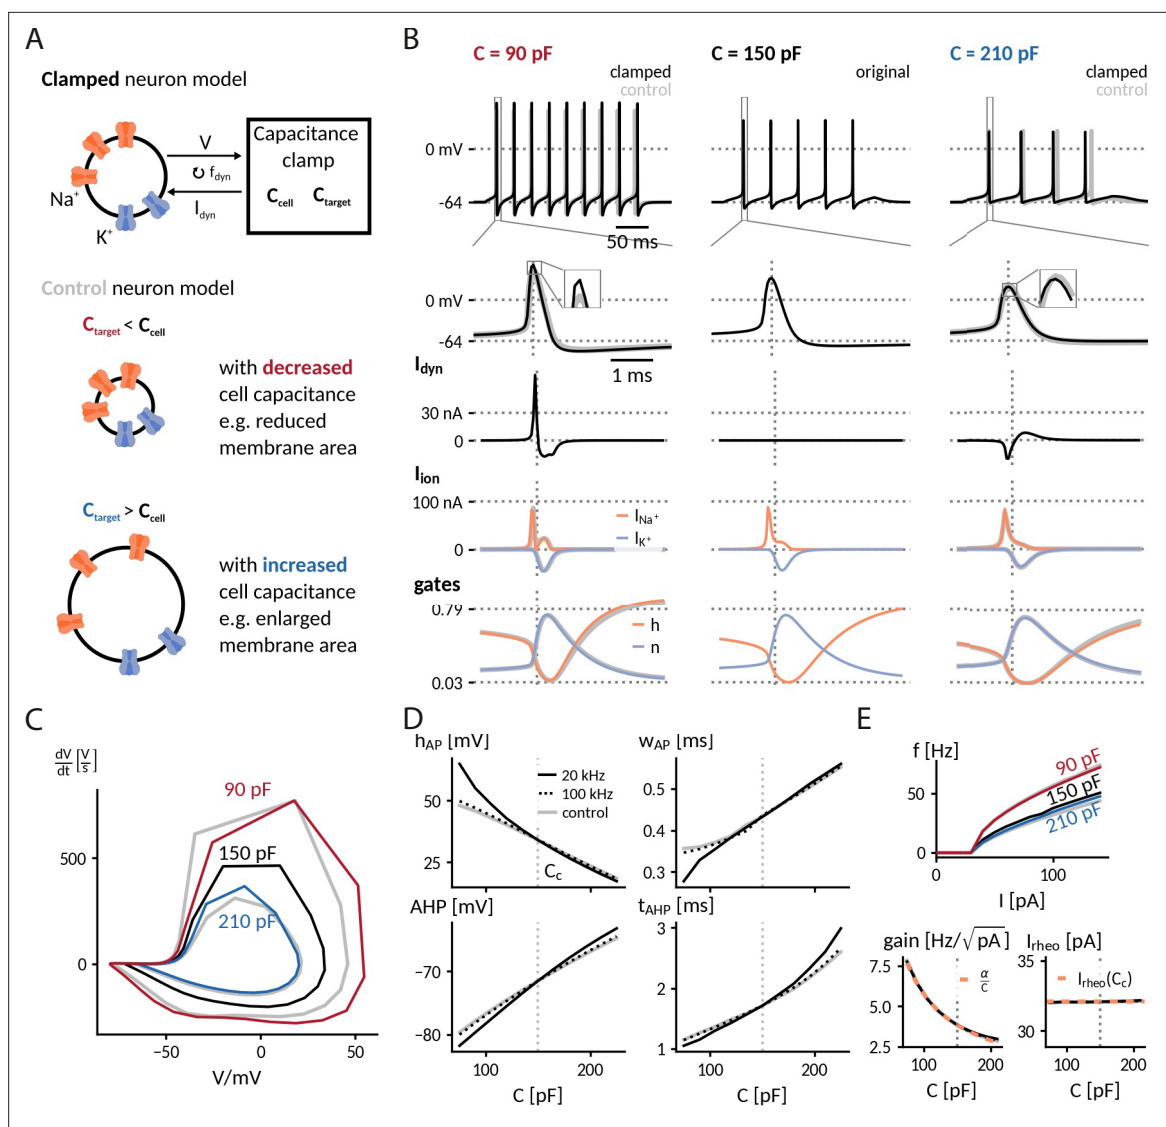 A
Clamped neuron model
V
↻ f_dyn
I_dyn
Na⁺
K⁺
Capacitance
clamp
C_cell C_target
Control neuron model
C_target < C_cell
with decreased
cell capacitance
e.g. reduced
membrane area
C_target > C_cell
with increased
cell capacitance
e.g. enlarged
membrane area
B
C = 90 pF
C = 150 pF
C = 210 pF
clamped
control
original
clamped
control
0 mV
-64
50 ms
0 mV
-64
1 ms
I_dyn
30 nA
0
I_ion
100 nA
0
I_Na⁺
I_K⁺
gates
0.79
0.03
h
n
C
dV/dt [V/s]
90 pF
150 pF
210 pF
500
0
−50
0
50
V/mV
D
h_AP [mV]
50
25
20 kHz
100 kHz
control
C_c
w_AP [ms]
0.5
0.4
0.3
AHP [mV]
−70
−80
100
200
C [pF]
t_AHP [ms]
3
2
1
100
200
C [pF]
E
f [Hz]
50
0
90 pF
150 pF
210 pF
0
100
I [pA]
gain [Hz/√pA]
7.5
5.0
2.5
α/C
100
200
C [pF]
I_rheo [pA]
35
30
I_rheo(C_c)
100
200
C [pF]